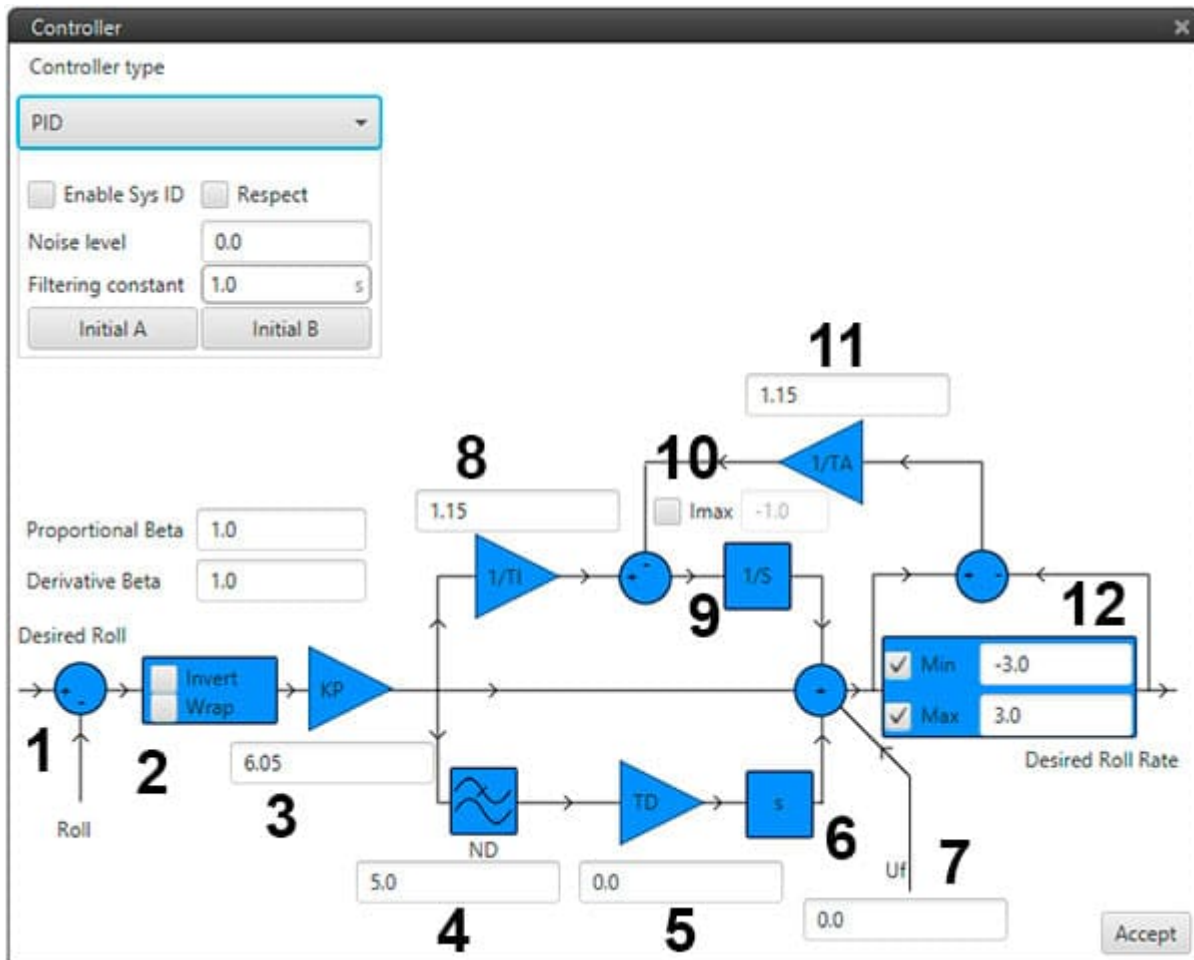 Controller
Controller type
PID
Enable Sys ID Respect
Noise level 0.0
Filtering constant 1.0 s
Initial A Initial B
11
1.15
8 10 1/TA
1.15 Imax -1.0
Proportional Beta 1.0
Derivative Beta 1.0
1/TI + - 1/S + -
9 12
Desired Roll
+ - Invert KP + Min -3.0
Wrap Max 3.0
1 2 6.05 Desired Roll Rate
3 TD s
Roll ND 6 7
Uf
5.0 0.0 0.0
4 5
Accept